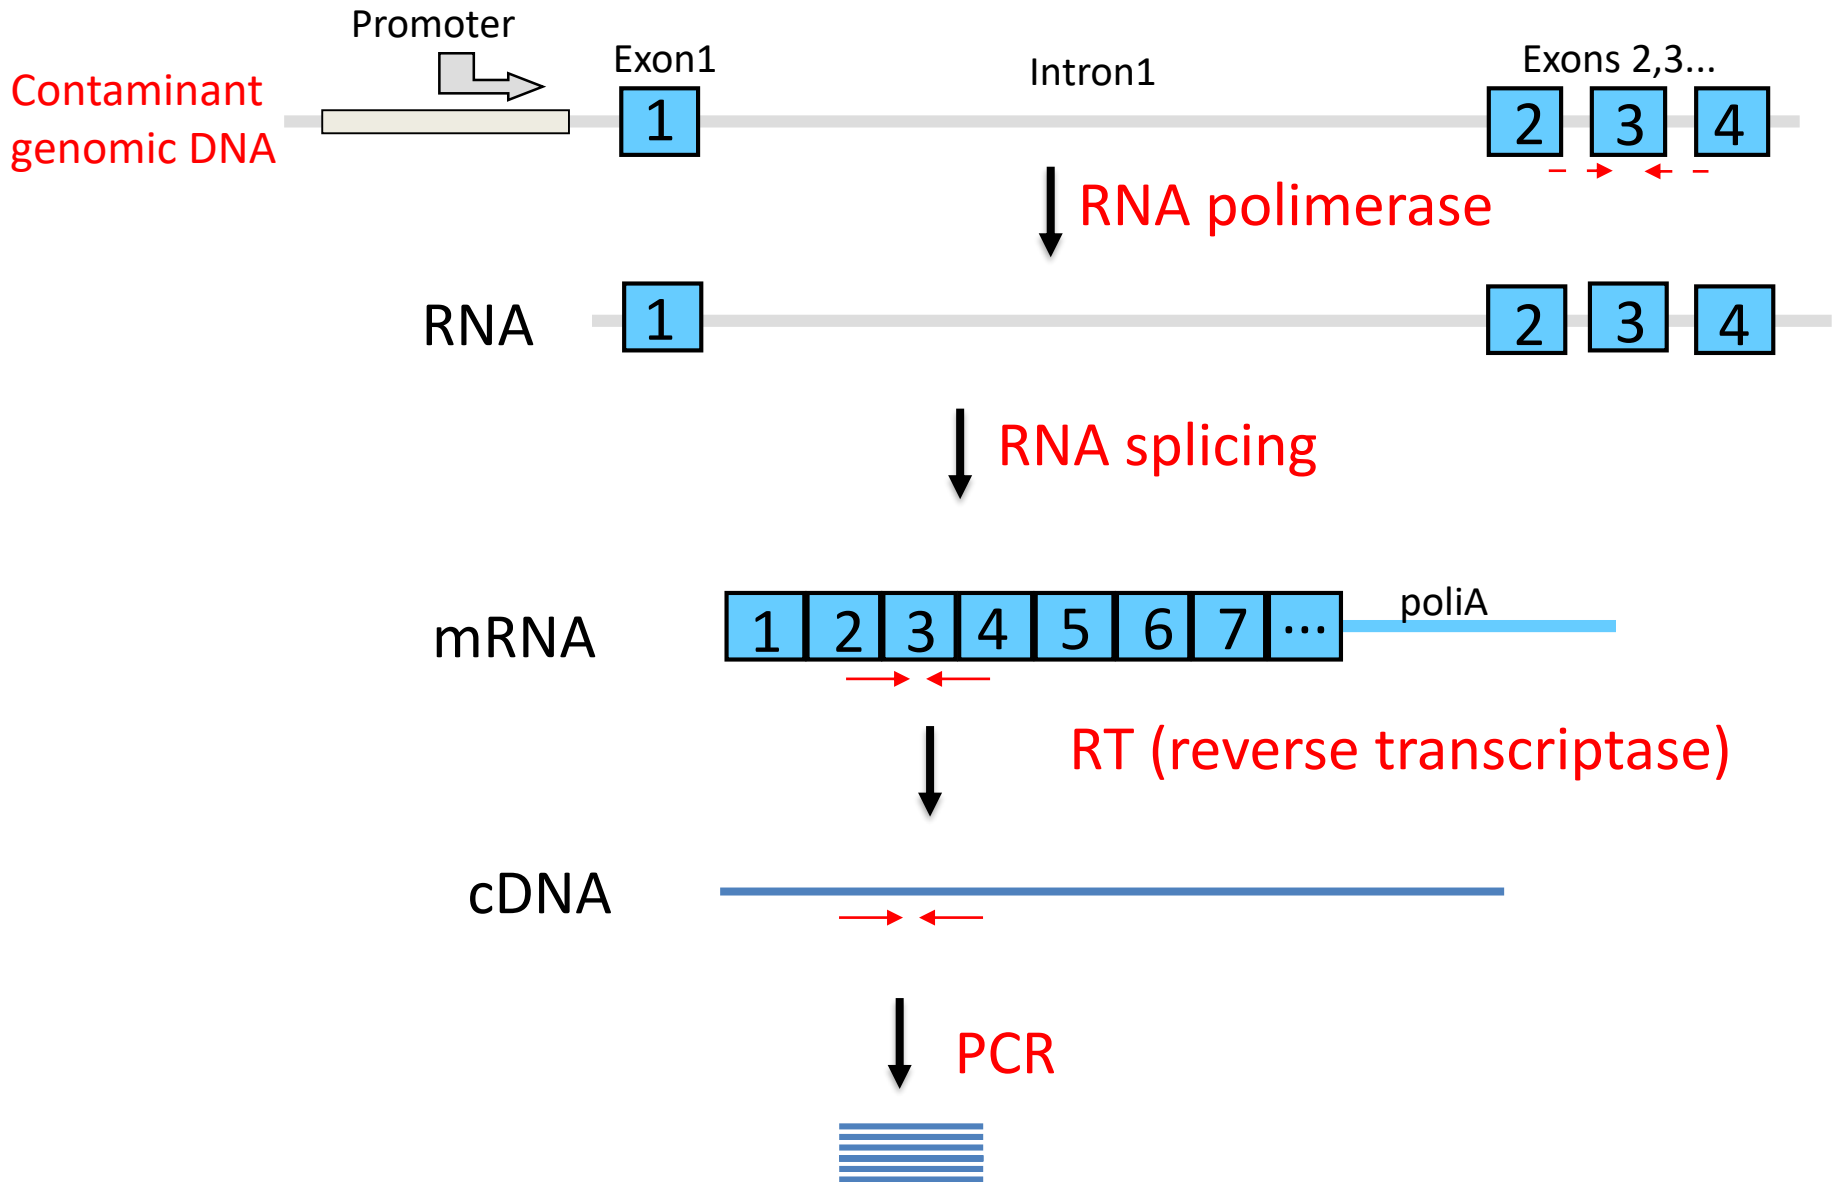 Promoter
Contaminant
genomic DNA
Exon1
Intron1
Exons 2,3...
1
2
3
4
RNA polimerase
RNA
1
2
3
4
RNA splicing
mRNA
1
2
3
4
5
6
7
...
poliA
RT (reverse transcriptase)
cDNA
PCR